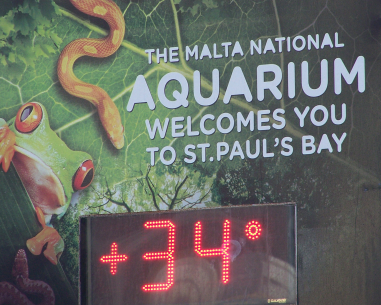 THE MALTA NATIONAL
AQUARIUM
WELCOMES YOU
TO ST.PAUL'S BAY
+34°